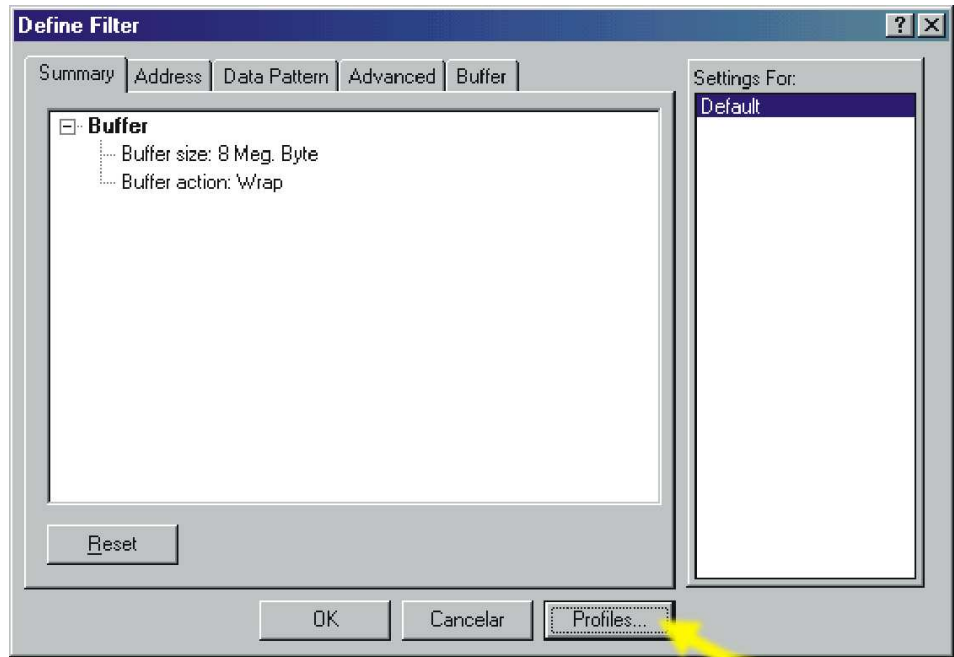 Define Filter
Summary Address Data Pattern Advanced Buffer
Settings For:
Default
Buffer
Buffer size: 8 Meg. Byte
Buffer action: Wrap
Reset
OK Cancelar Profiles...